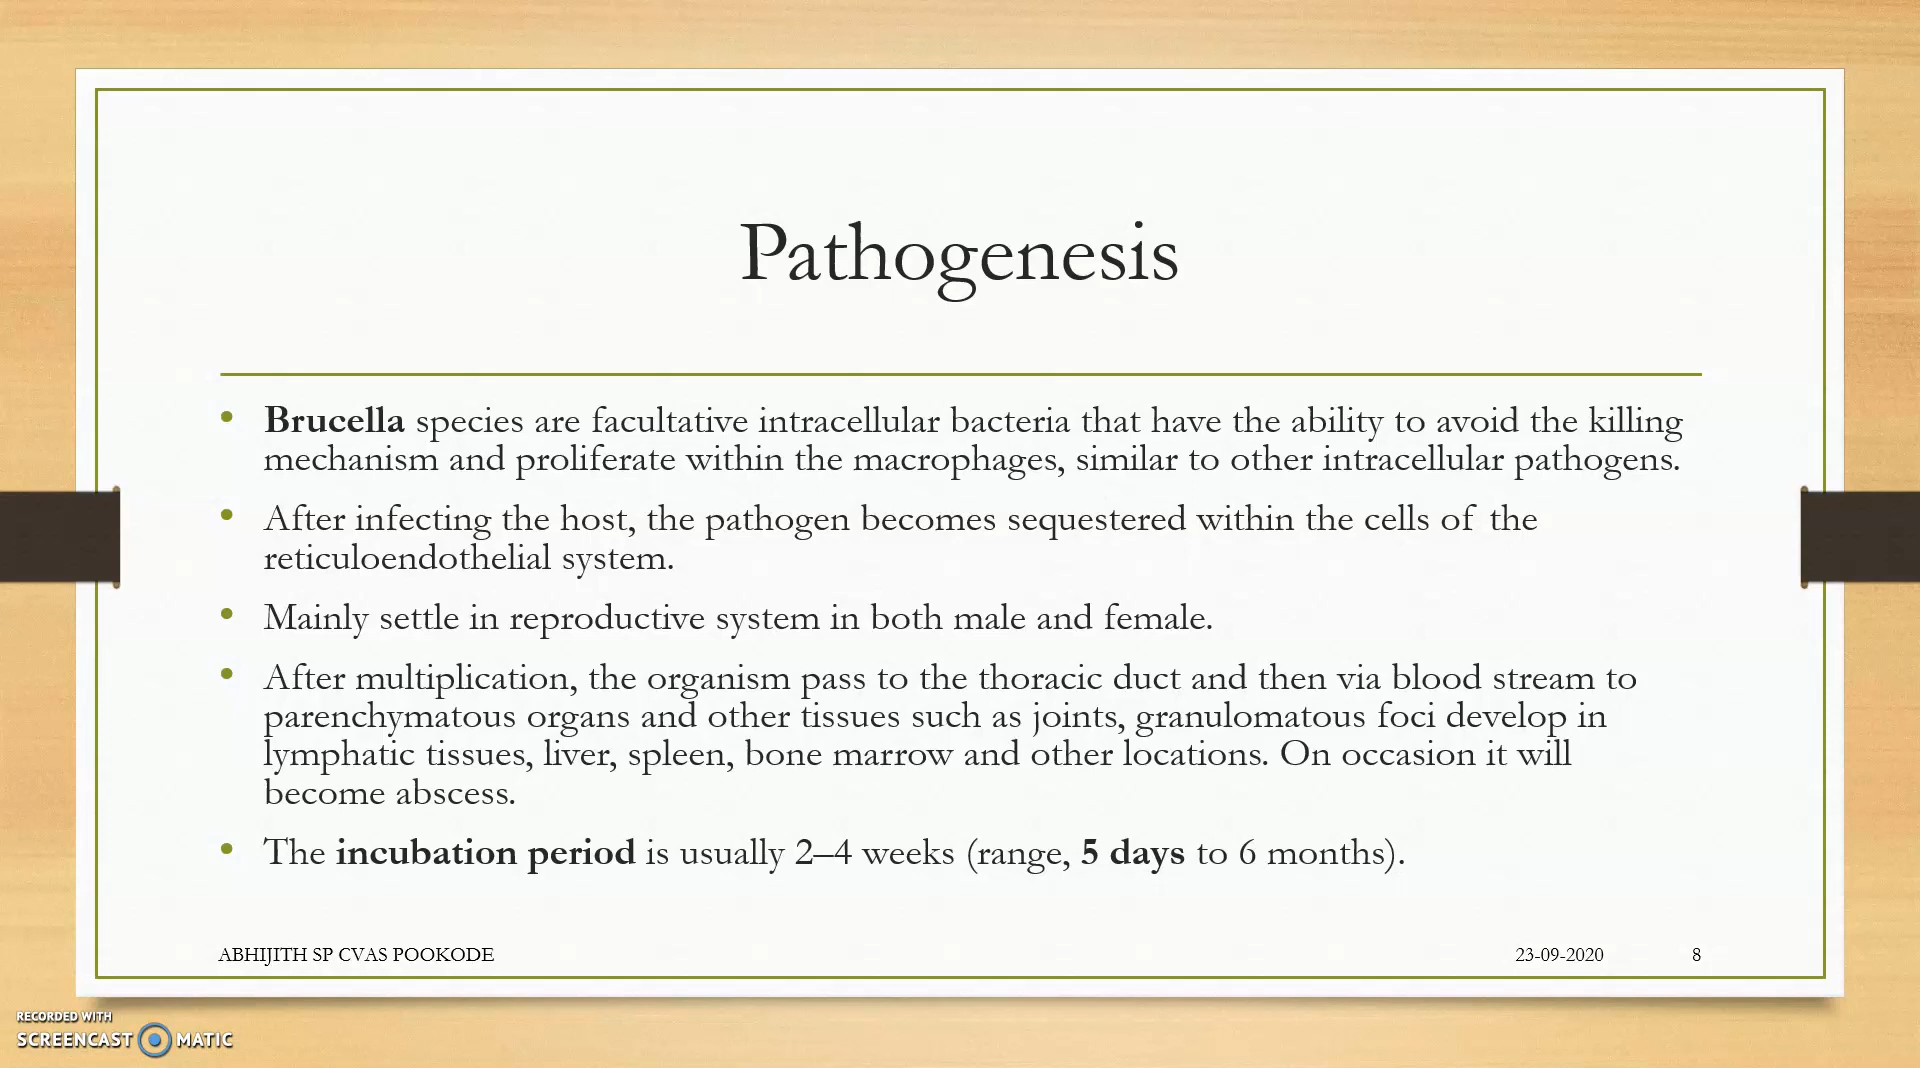 Pathogenesis
• Brucella species are facultative intracellular bacteria that have the ability to avoid the killing
mechanism and proliferate within the macrophages, similar to other intracellular pathogens.
• After infecting the host, the pathogen becomes sequestered within the cells of the
reticuloendothelial system.
• Mainly settle in reproductive system in both male and female.
• After multiplication, the organism pass to the thoracic duct and then via blood stream to
parenchymatous organs and other tissues such as joints, granulomatous foci develop in
lymphatic tissues, liver, spleen, bone marrow and other locations. On occasion it will
become abscess.
• The incubation period is usually 2–4 weeks (range, 5 days to 6 months).
ABHIJITH SP CVAS POOKODE 23-09-2020 8
RECORDED WITH
SCREENCAST MATIC